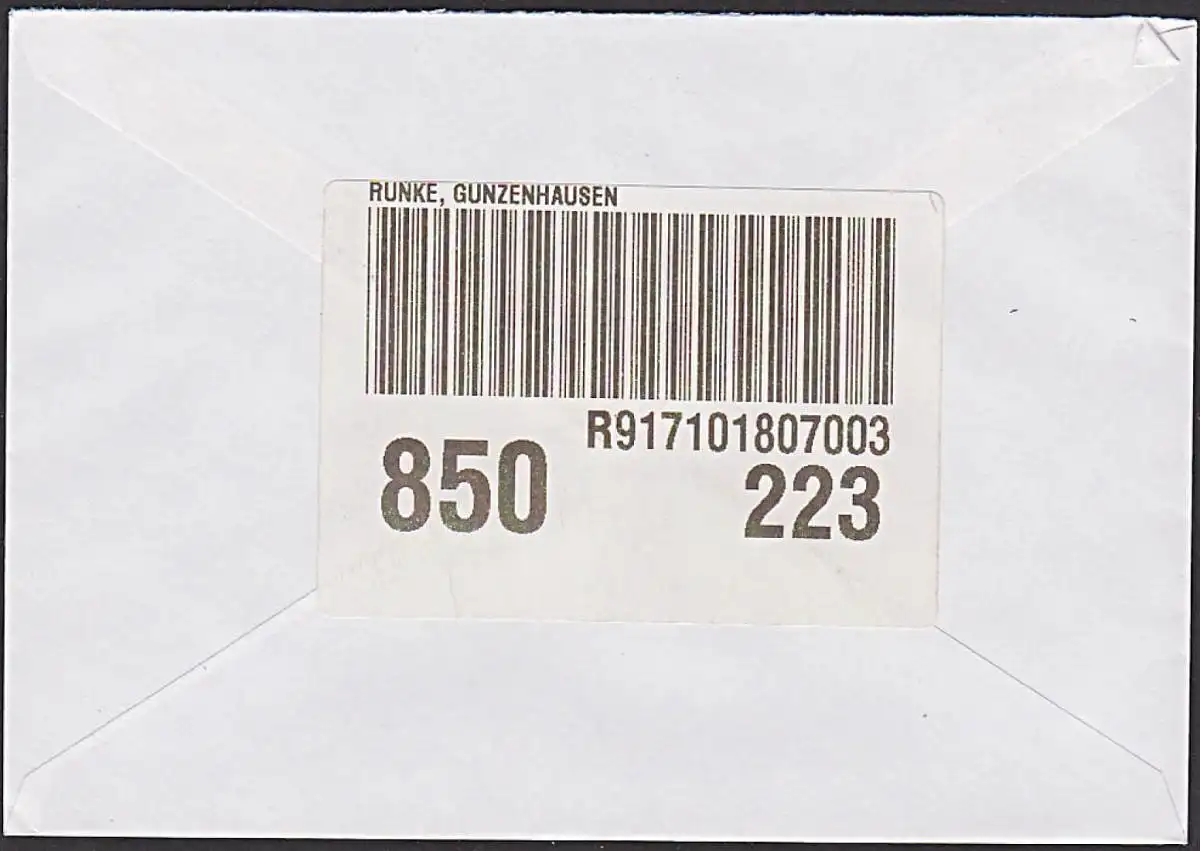 RUNKE, GUNZENHAUSEN
R917101807003
850 223